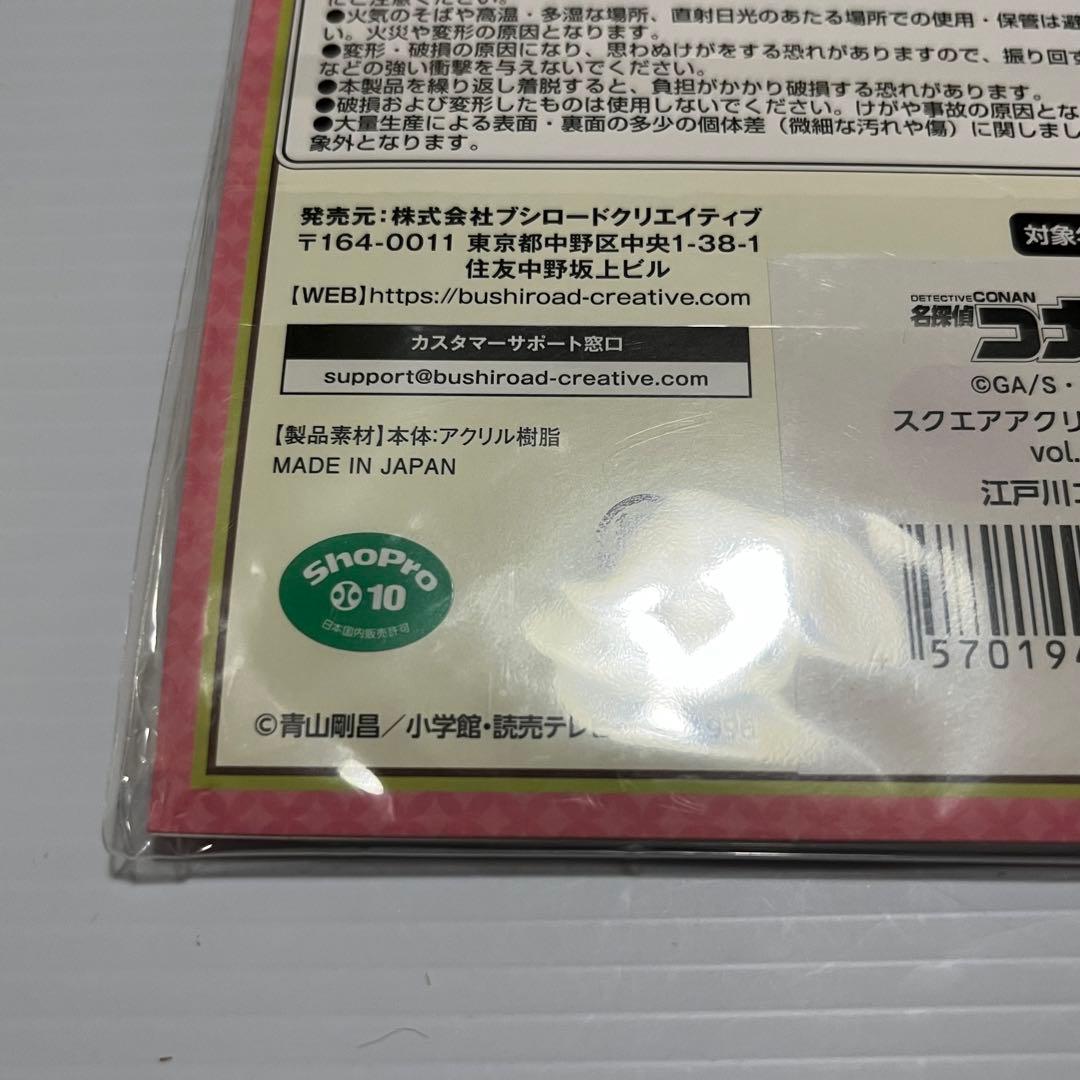 にご注意ください。
●火気のそばや高温・多湿な場所、直射日光のあたる場所での使用・保管は避
い。火災や変形の原因となります。
●変形・破損の原因になり、思わぬけがをする恐れがありますので、振り回す
などの強い衝撃を与えないでください。
●本製品を繰り返し着脱すると、負担がかかり破損する恐れがあります。
●破損および変形したものは使用しないでください。けがや事故の原因とな
●大量生産による表面・裏面の多少の個体差（微細な汚れや傷）に関しまし
象外となります。
発売元：株式会社ブシロードクリエイティブ
〒164-0011 東京都中野区中央1-38-1
住友中野坂上ビル
【WEB】https://bushiroad-creative.com
カスタマーサポート窓口
support@bushiroad-creative.com
【製品素材】本体：アクリル樹脂
MADE IN JAPAN
ShoPro
10
日本国内販売許可
©青山剛昌／小学館・読売テレ
対象
DETECTIVE CONAN
名探偵コナ
©GA/S・
スクエアアクリ
vol.
江戸川コ
4 570194